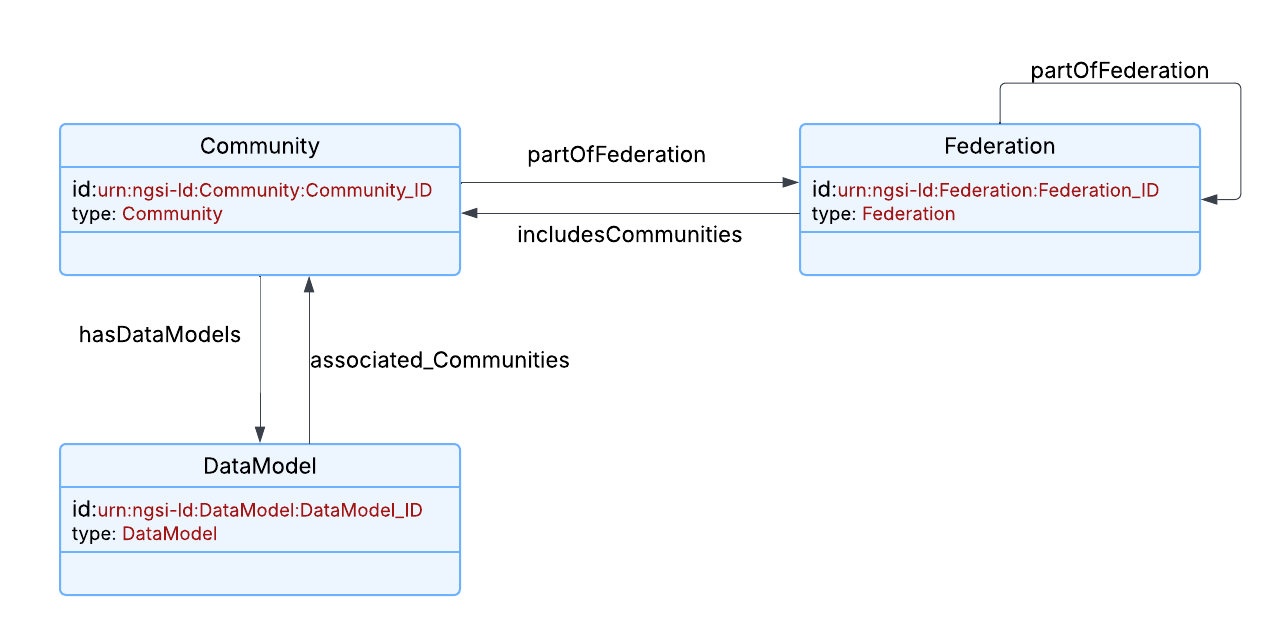 partOfFederation
Community
id:urn:ngsi-ld:Community:Community_ID
type: Community
partOfFederation
includesCommunities
Federation
id:urn:ngsi-ld:Federation:Federation_ID
type: Federation
hasDataModels
associated_Communities
DataModel
id:urn:ngsi-ld:DataModel:DataModel_ID
type: DataModel